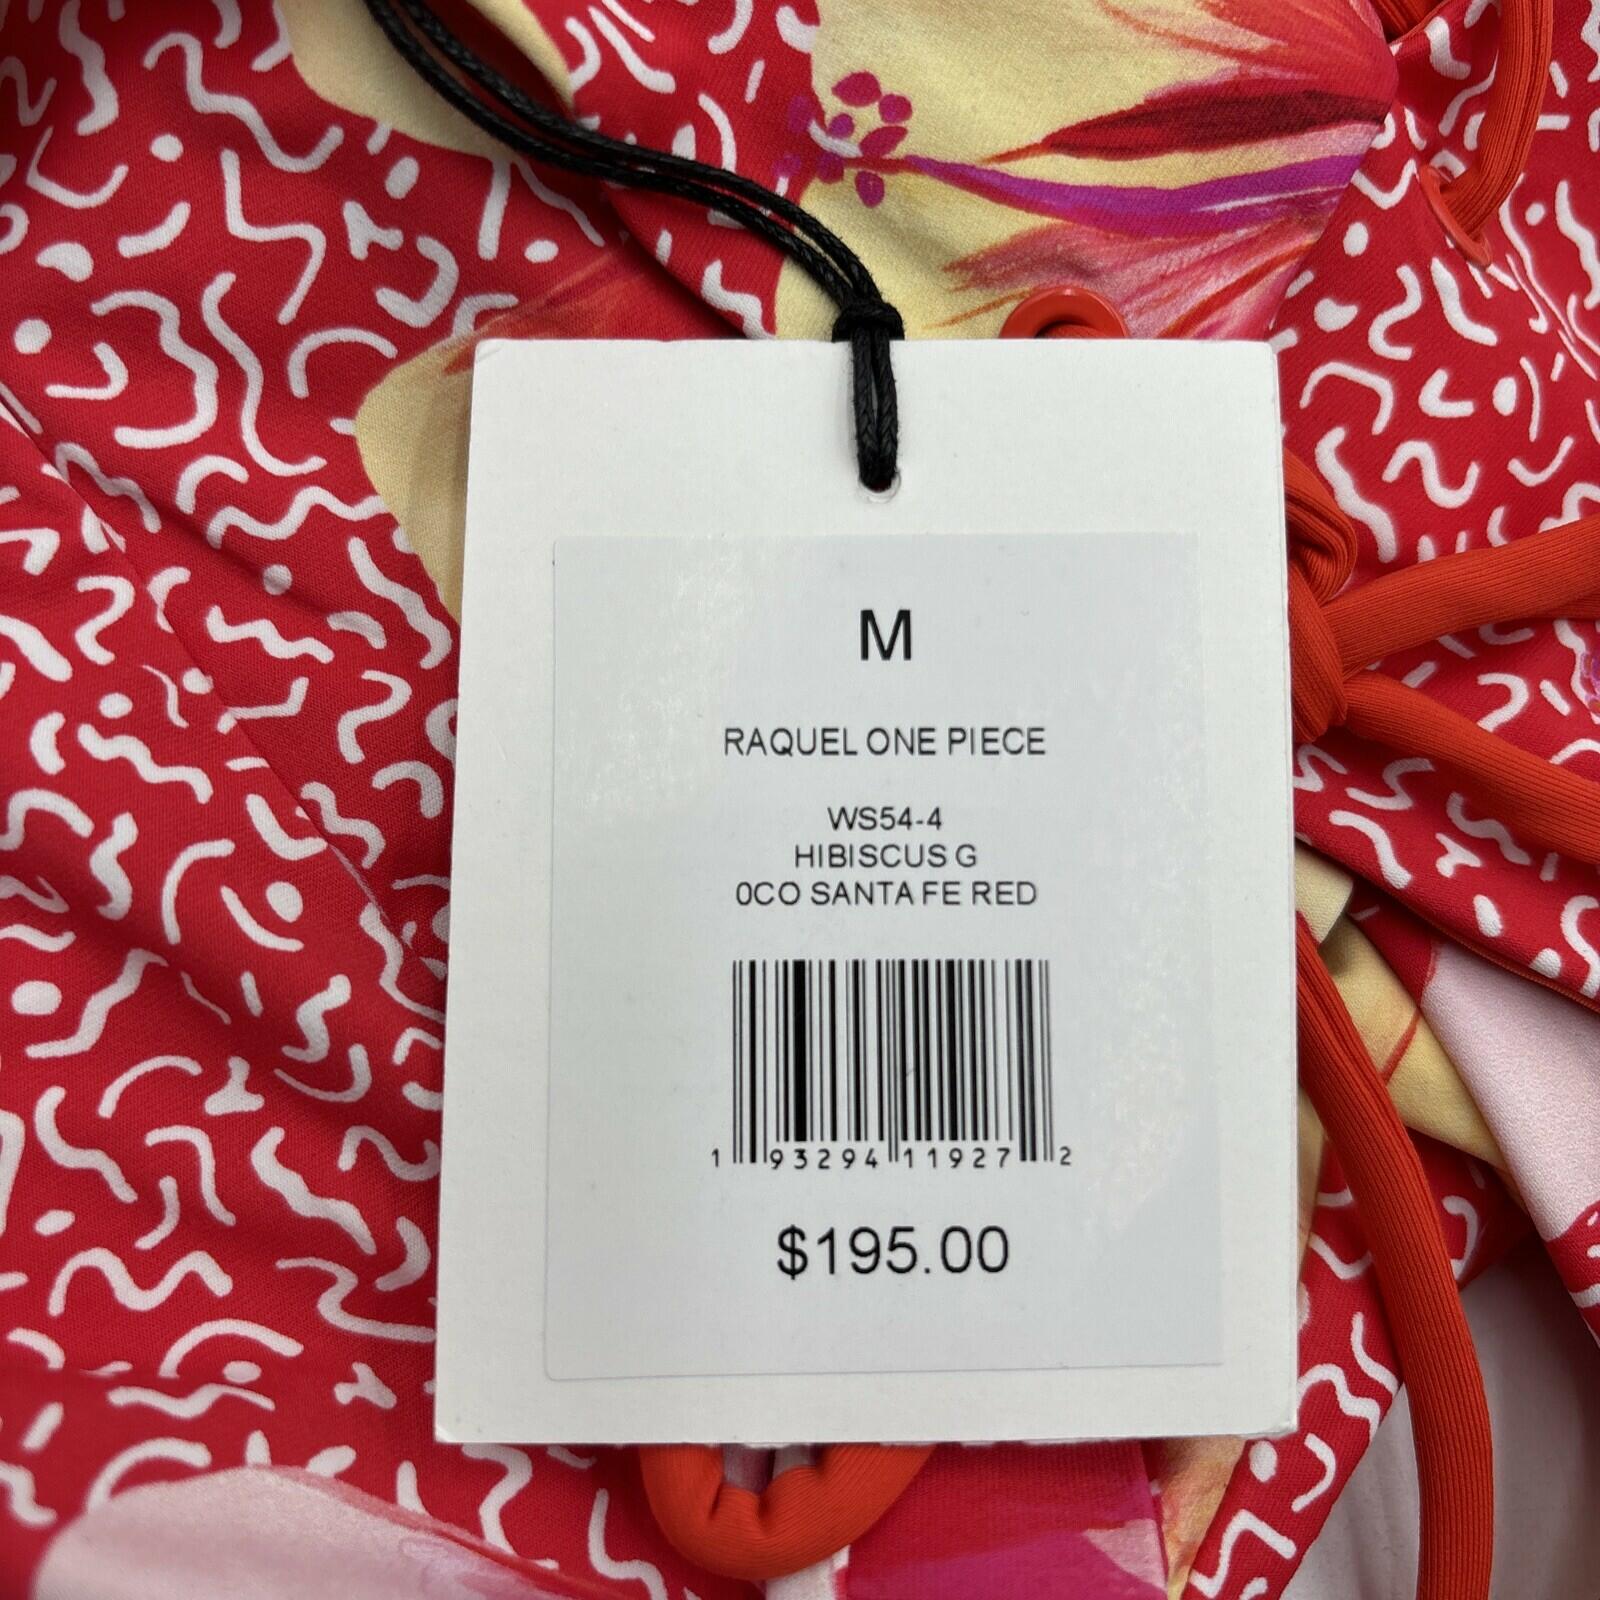 M
RAQUEL ONE PIECE
WS54-4
HIBISCUS G
0CO SANTA FE RED
1 93294 11927 2
$195.00